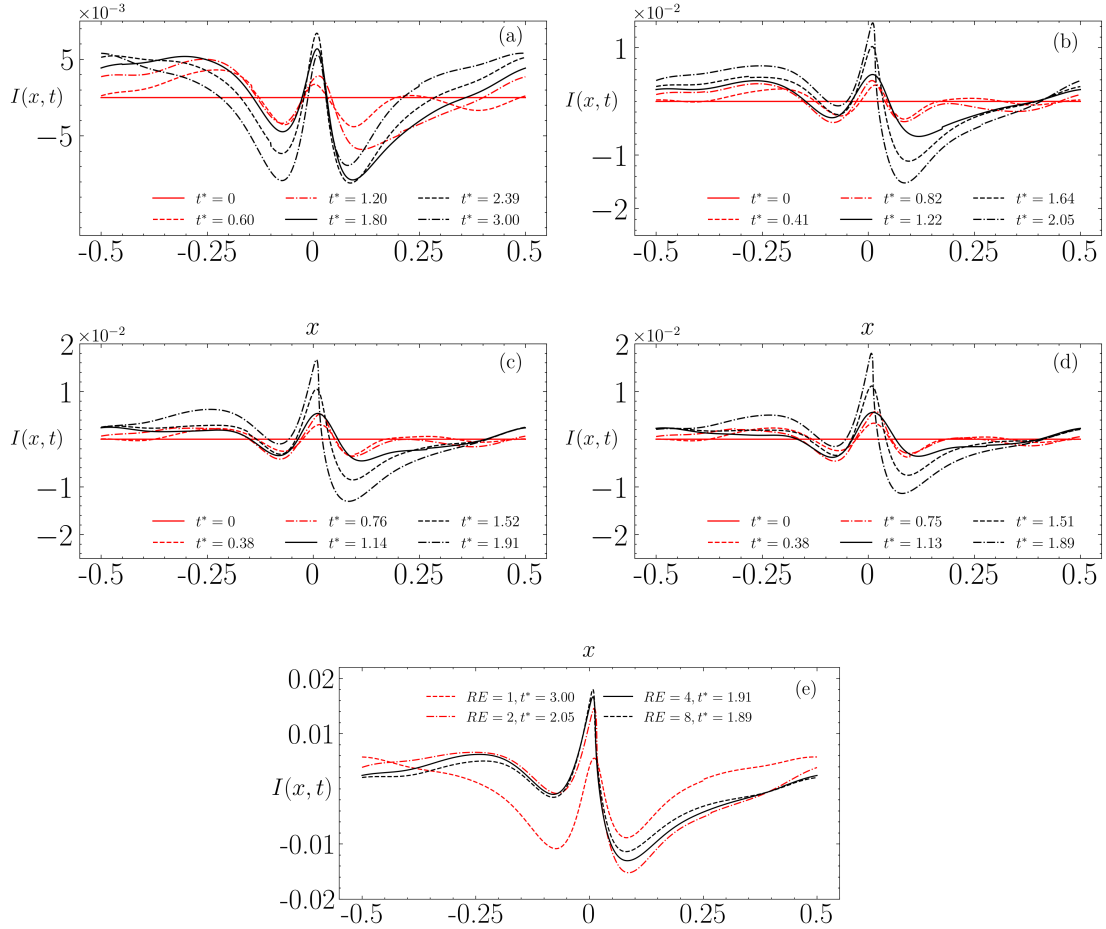 ×10⁻³
(a)
5
I(x, t)
−5
t* = 0
t* = 1.20
t* = 2.39
t* = 0.60
t* = 1.80
t* = 3.00
-0.5
-0.25
0
0.25
0.5
×10⁻²
(b)
1
I(x, t)
−1
−2
t* = 0
t* = 0.82
t* = 1.64
t* = 0.41
t* = 1.22
t* = 2.05
-0.5
-0.25
0
0.25
0.5
x
×10⁻²
2
(c)
1
I(x, t)
−1
−2
t* = 0
t* = 0.76
t* = 1.52
t* = 0.38
t* = 1.14
t* = 1.91
-0.5
-0.25
0
0.25
0.5
x
×10⁻²
2
(d)
1
I(x, t)
−1
−2
t* = 0
t* = 0.75
t* = 1.51
t* = 0.38
t* = 1.13
t* = 1.89
-0.5
-0.25
0
0.25
0.5
x
0.02
(e)
0.01
I(x, t)
-0.01
-0.02
RE = 1, t* = 3.00
RE = 4, t* = 1.91
RE = 2, t* = 2.05
RE = 8, t* = 1.89
-0.5
-0.25
0
0.25
0.5